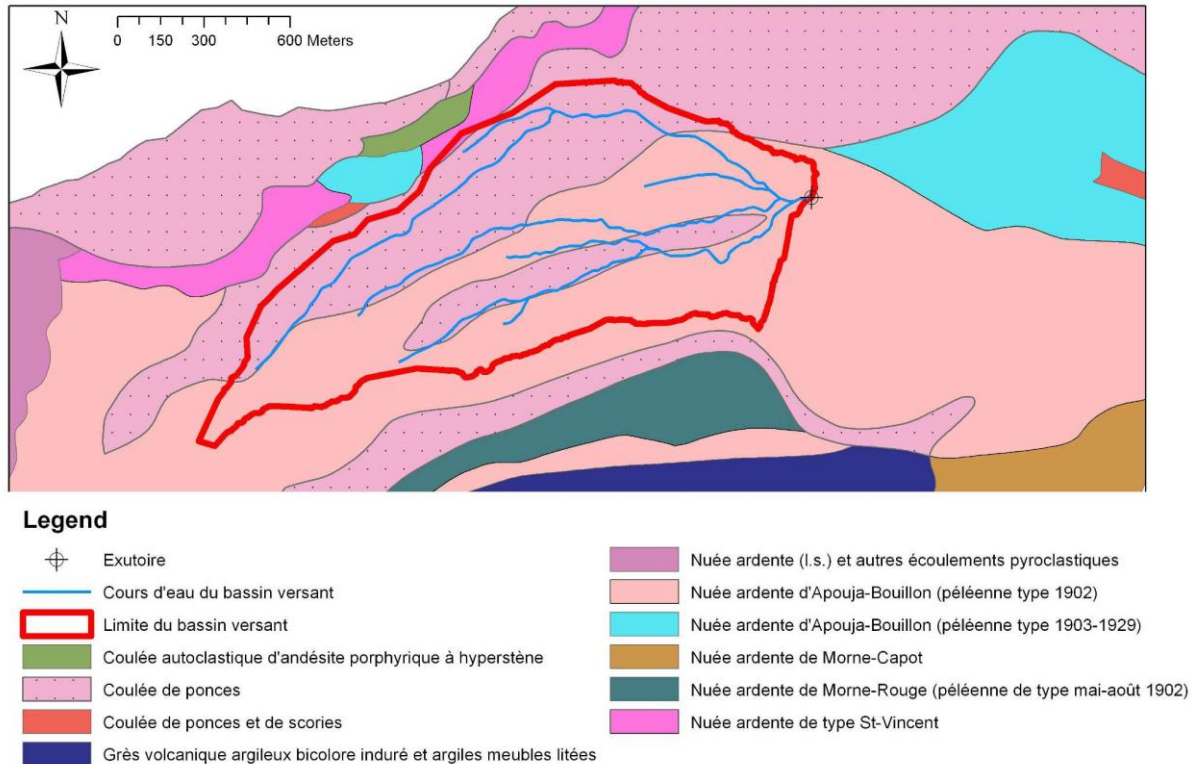 N
0 150 300 600 Meters
Legend
Exutoire
Cours d'eau du bassin versant
Limite du bassin versant
Coulée autoclastique d'andésite porphyrique à hyperstène
Coulée de ponces
Coulée de ponces et de scories
Grès volcanique argileux bicolore induré et argiles meubles litées
Nuée ardente (l.s.) et autres écoulements pyroclastiques
Nuée ardente d'Apouja-Bouillon (péléenne type 1902)
Nuée ardente d'Apouja-Bouillon (péléenne type 1903-1929)
Nuée ardente de Morne-Capot
Nuée ardente de Morne-Rouge (péléenne de type mai-août 1902)
Nuée ardente de type St-Vincent